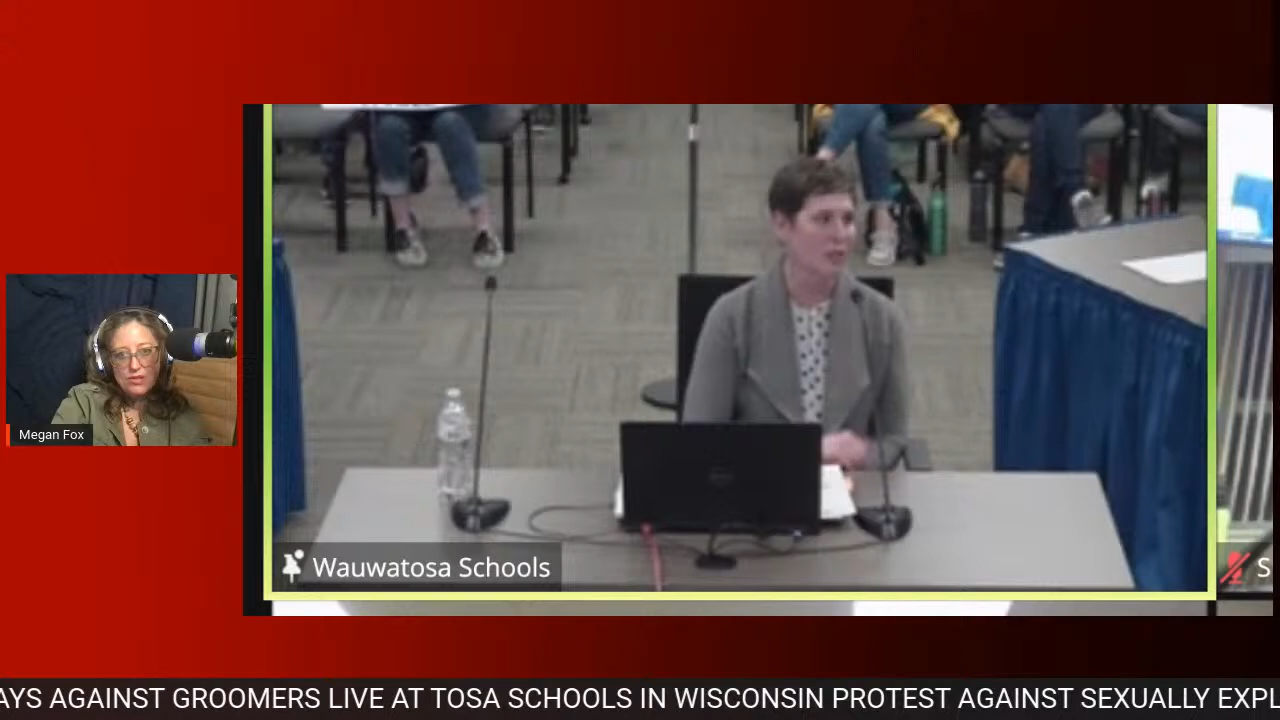 Megan Fox
Wauwatosa Schools
S
AYS AGAINST GROOMERS LIVE AT TOSA SCHOOLS IN WISCONSIN PROTEST AGAINST SEXUALLY EXPL